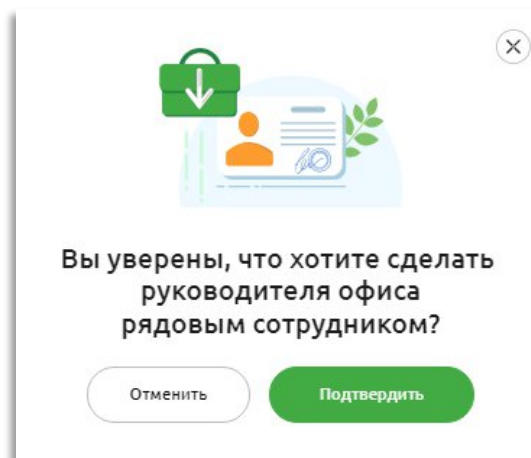 Вы уверены, что хотите сделать
руководителя офиса
рядовым сотрудником?
Отменить
Подтвердить